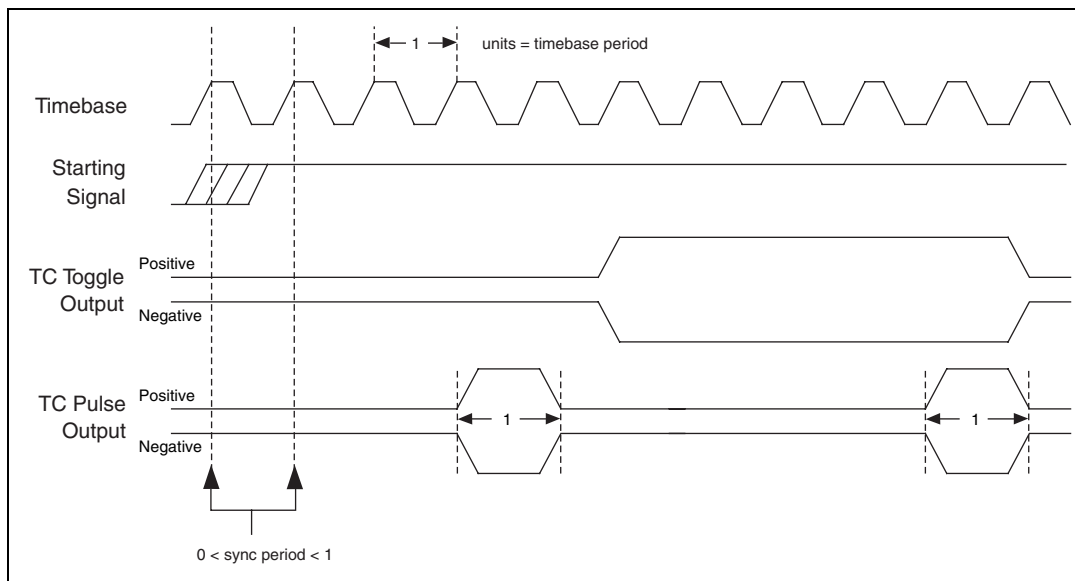 1
units = timebase period
Timebase
Starting
Signal
TC Toggle
Output
Positive
Negative
TC Pulse
Output
Positive
Negative
1
1
0 < sync period < 1